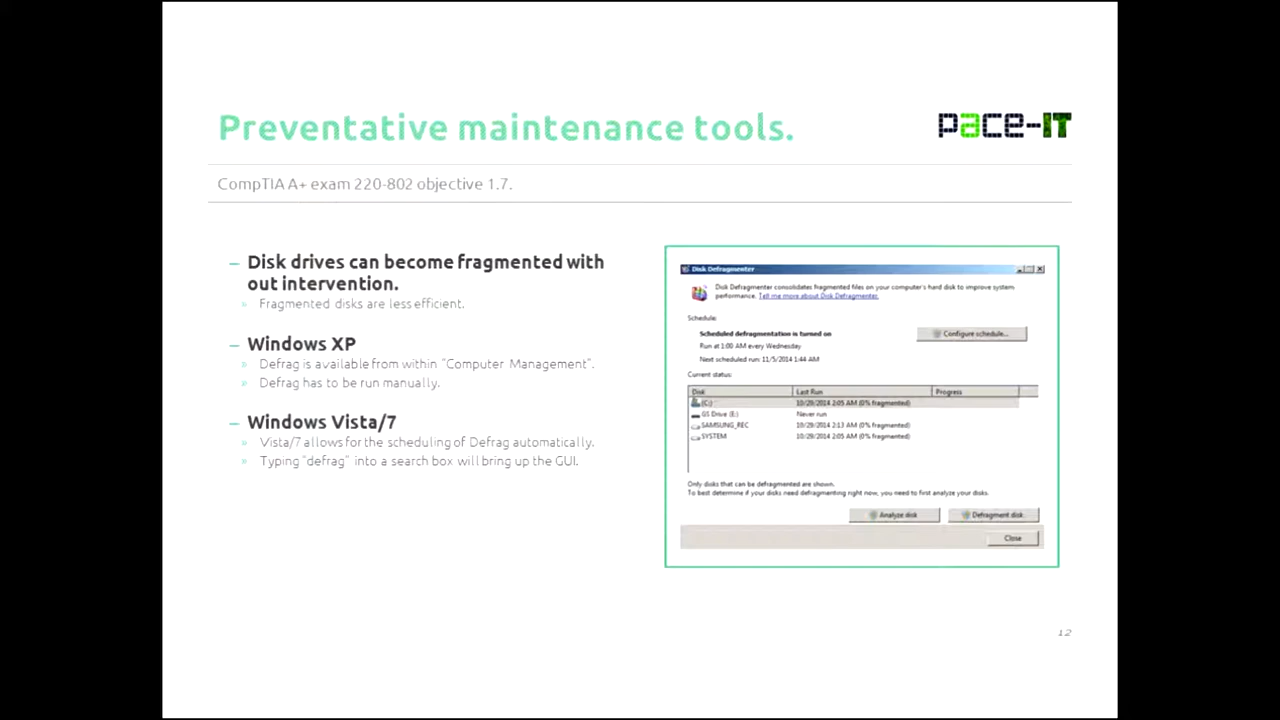 Preventative maintenance tools.
pace-IT
CompTIA A+ exam 220-802 objective 1.7.
– Disk drives can become fragmented with
out intervention.
» Fragmented disks are less efficient.
– Windows XP
» Defrag is available from within "Computer Management".
» Defrag has to be run manually.
– Windows Vista/7
» Vista/7 allows for the scheduling of Defrag automatically.
» Typing "defrag" into a search box will bring up the GUI.
Disk Defragmenter
Disk Defragmenter consolidates fragmented files on your computer's hard disk to improve system
performance. Tell me more about Disk Defragmenter.
Schedule:
Scheduled defragmentation is turned on
Configure schedule...
Run at 1:00 AM every Wednesday
Next scheduled run: 11/5/2014 1:44 AM
Current status:
Disk Last Run Progress
(C:) 10/29/2014 2:05 AM (0% fragmented)
GS Drive (E:) Never run
SAMSUNG_REC 10/29/2014 2:13 AM (0% fragmented)
SYSTEM 10/29/2014 2:05 AM (0% fragmented)
Only disks that can be defragmented are shown.
To best determine if your disks need defragmenting right now, you need to first analyze your disks.
Analyze disk Defragment disk
Close
12